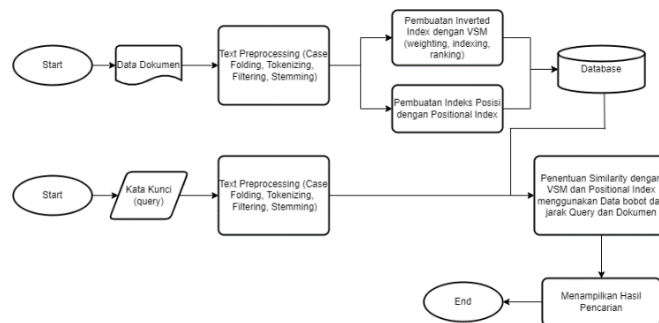 Start
Data Dokumen
Text Preprocessing (Case
Folding, Tokenizing,
Filtering, Stemming)
Pembuatan Inverted
Index dengan VSM
(weighting, indexing,
ranking)
Pembuatan Indeks Posisi
dengan Positional Index
Database
Start
Kata Kunci
(query)
Text Preprocessing (Case
Folding, Tokenizing,
Filtering, Stemming)
Penentuan Similarity dengan
VSM dan Positional Index
menggunakan Data bobot da
jarak Query dan Dokumen
Menampilkan Hasil
Pencarian
End